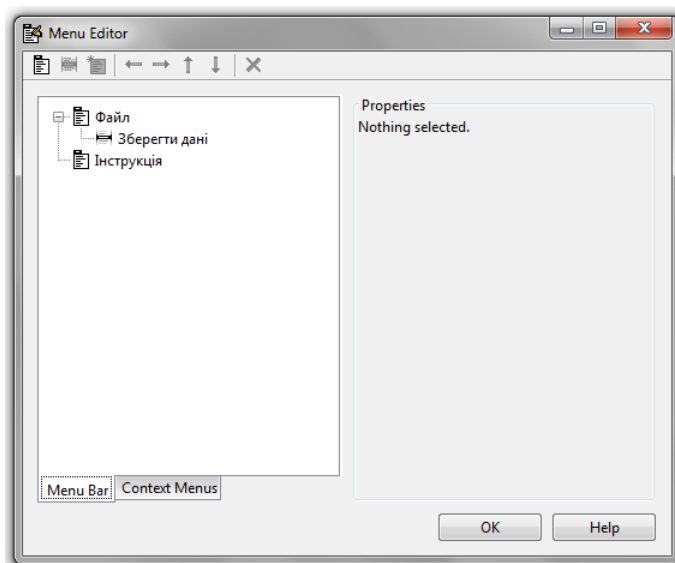 Menu Editor
Файл
Зберегти дані
Інструкція
Properties
Nothing selected.
Menu Bar
Context Menus
OK
Help